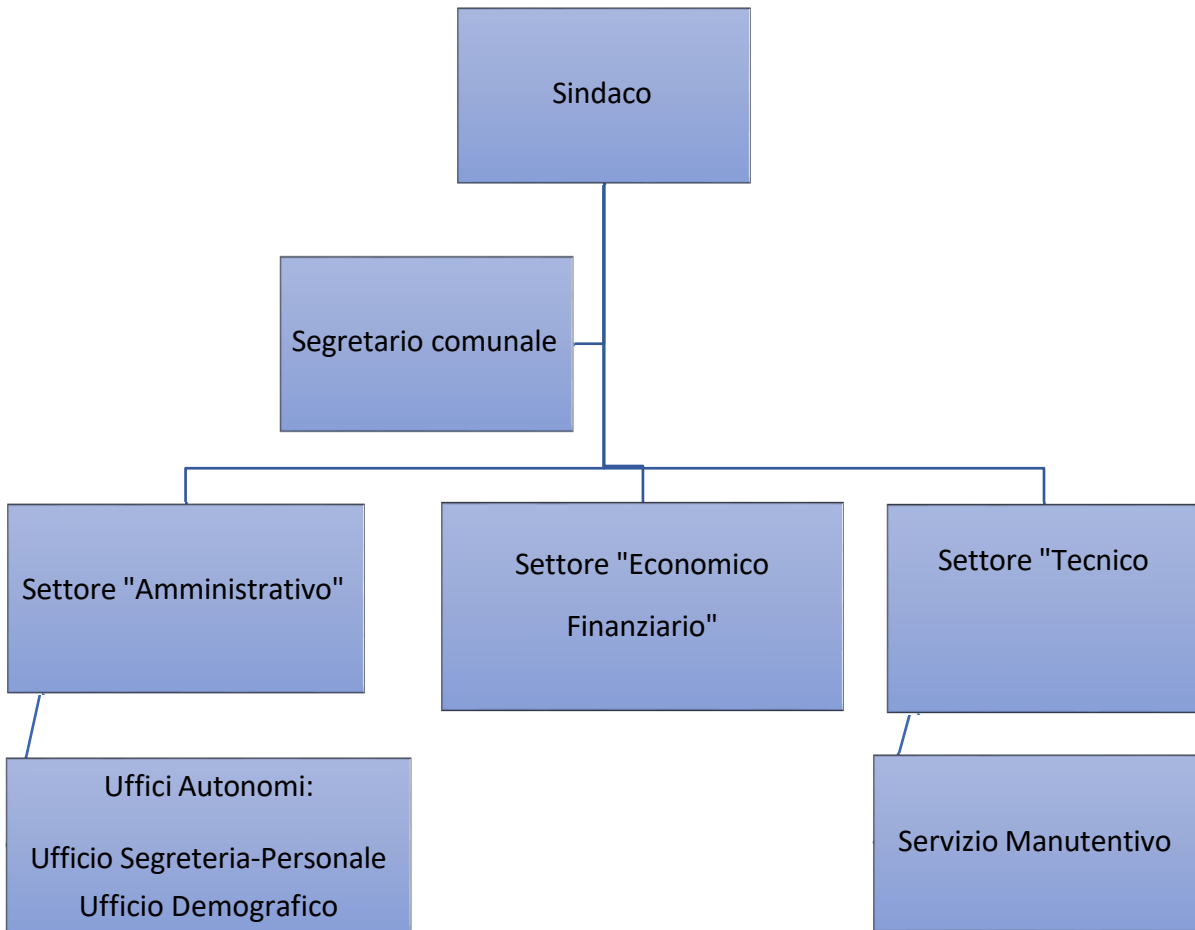 Sindaco
Segretario comunale
Settore "Amministrativo"
Settore "Economico
Finanziario"
Settore "Tecnico
Uffici Autonomi:
Ufficio Segreteria-Personale
Ufficio Demografico
Servizio Manutentivo